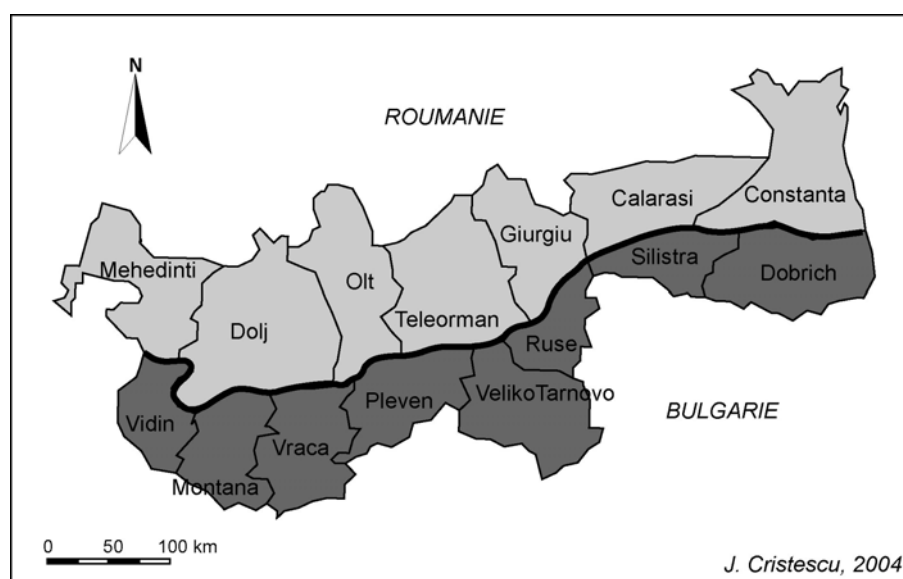 N
ROUMANIE
Constanta
Calarasi
Giurgiu
Mehedinti
Olt
Silistra
Dobrich
Teleorman
Dolj
Ruse
VelikoTarnovo
Pleven
BULGARIE
Vidin
Vraca
Montana
0 50 100 km
J. Cristescu, 2004